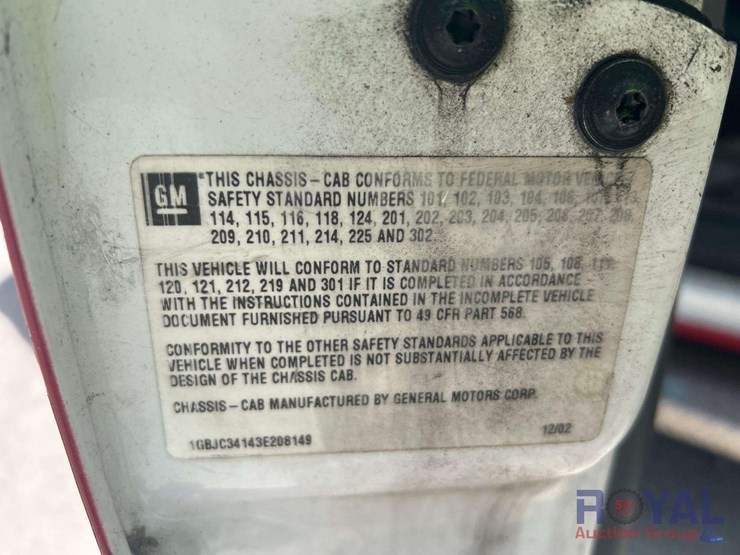 GM
"THIS CHASSIS-CAB CONFORMS TO FEDERAL MOTOR VEHICLE
SAFETY STANDARD NUMBERS 101, 102, 103, 104, 106,
114, 115, 116, 118, 124, 201, 202, 203, 204, 205, 206, 207, 208,
209, 210, 211, 214, 225 AND 302.
THIS VEHICLE WILL CONFORM TO STANDARD NUMBERS 105, 108,
120, 121, 212, 219 AND 301 IF IT IS COMPLETED IN ACCORDANCE
WITH THE INSTRUCTIONS CONTAINED IN THE INCOMPLETE VEHICLE
DOCUMENT FURNISHED PURSUANT TO 49 CFR PART 568.
CONFORMITY TO THE OTHER SAFETY STANDARDS APPLICABLE TO THIS
VEHICLE WHEN COMPLETED IS NOT SUBSTANTIALLY AFFECTED BY THE
DESIGN OF THE CHASSIS CAB.
CHASSIS-CAB MANUFACTURED BY GENERAL MOTORS CORP.
1GBJC34143E208149 12/02
ROYAL
Auction Group